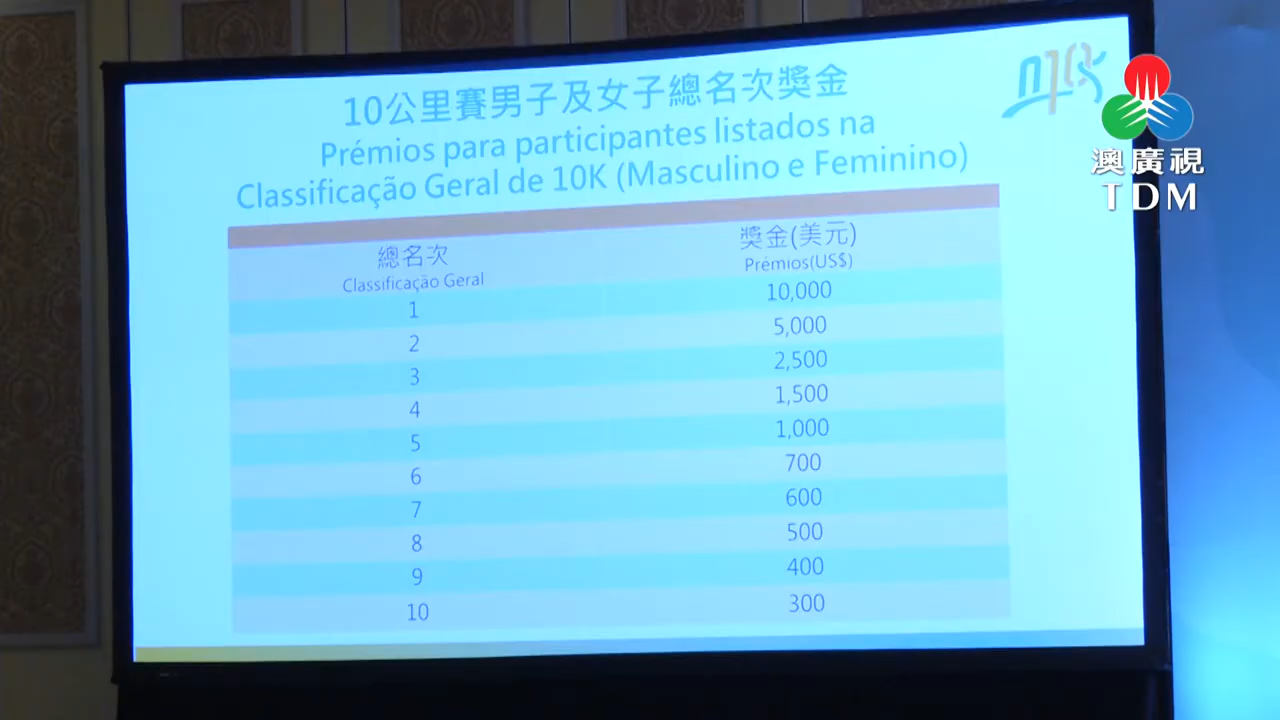 10公里賽男子及女子總名次獎金
Prémios para participantes listados na
Classificação Geral de 10K (Masculino e Feminino)
總名次 獎金(美元)
Classificação Geral Prémios(US$)
1 10,000
2 5,000
3 2,500
4 1,500
5 1,000
6 700
7 600
8 500
9 400
10 300
澳廣視
TDM